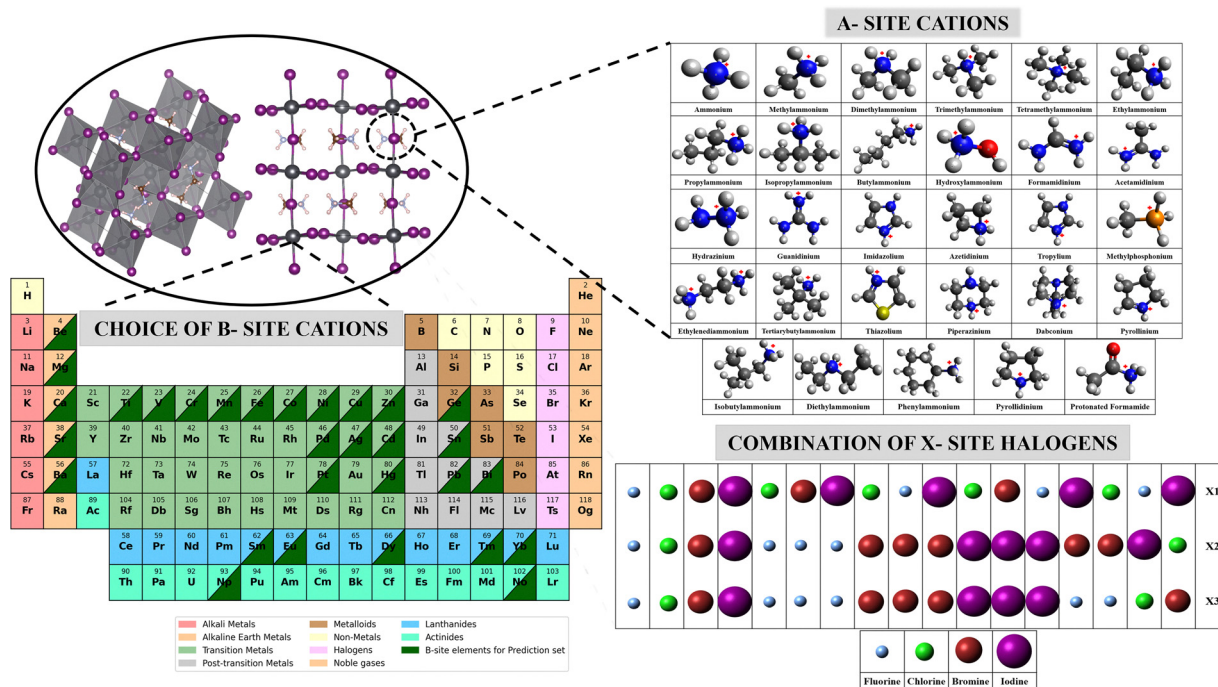 A- SITE CATIONS
Ammonium Methylammonium Dimethylammonium Trimethylammonium Tetramethylammonium Ethylammonium
Propylammonium Isopropylammonium Butylammonium Hydroxylammonium Formamidinium Acetamidinium
Hydrazinium Guanidinium Imidazolium Azetidinium Tropylium Methylphosphonium
Ethylenediammonium Tertiarybutylammonium Thiazolium Piperazinium Dabconium Pyrollinium
Isobutylammonium Diethylammonium Phenylammonium Pyrollidinium Protonated Formamide
CHOICE OF B- SITE CATIONS
1 2
H He
3 4 5 6 7 8 9 10
Li Be B C N O F Ne
11 12 13 14 15 16 17 18
Na Mg Al Si P S Cl Ar
19 20 21 22 23 24 25 26 27 28 29 30 31 32 33 34 35 36
K Ca Sc Ti V Cr Mn Fe Co Ni Cu Zn Ga Ge As Se Br Kr
37 38 39 40 41 42 43 44 45 46 47 48 49 50 51 52 53 54
Rb Sr Y Zr Nb Mo Tc Ru Rh Pd Ag Cd In Sn Sb Te I Xe
55 56 57 72 73 74 75 76 77 78 79 80 81 82 83 84 85 86
Cs Ba La Hf Ta W Re Os Ir Pt Au Hg Tl Pb Bi Po At Rn
87 88 89 104 105 106 107 108 109 110 111 112 113 114 115 116 117 118
Fr Ra Ac Rf Db Sg Bh Hs Mt Ds Rg Cn Nh Fl Mc Lv Ts Og
58 59 60 61 62 63 64 65 66 67 68 69 70 71
Ce Pr Nd Pm Sm Eu Gd Tb Dy Ho Er Tm Yb Lu
90 91 92 93 94 95 96 97 98 99 100 101 102 103
Th Pa U Np Pu Am Cm Bk Cf Es Fm Md No Lr
Alkali Metals Metalloids Lanthanides
Alkaline Earth Metals Non-Metals Actinides
Transition Metals Halogens B-site elements for Prediction set
Post-transition Metals Noble gases
COMBINATION OF X- SITE HALOGENS
X1
X2
X3
Fluorine Chlorine Bromine Iodine